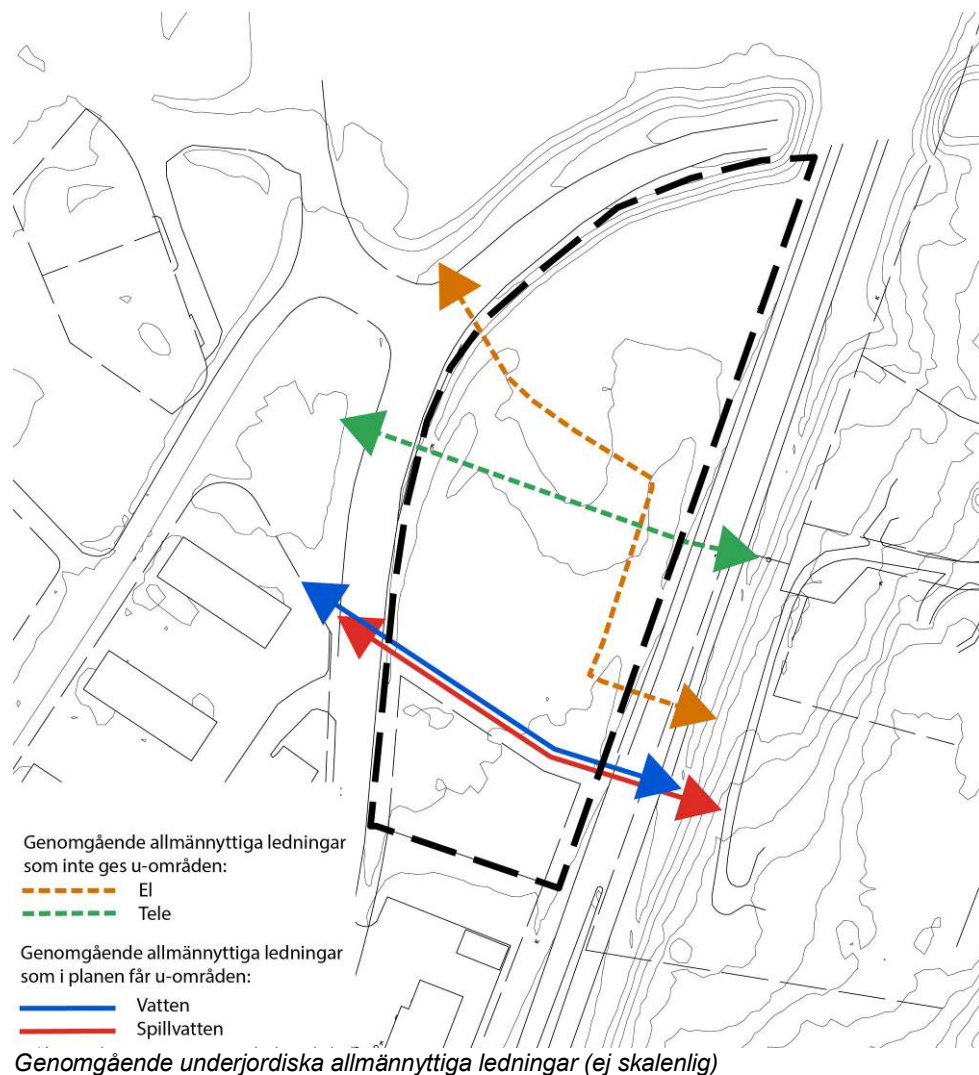 Genomgående allmännyttiga ledningar
som inte ges u-områden:
El
Tele
Genomgående allmännyttiga ledningar
som i planen får u-områden:
Vatten
Spillvatten
Genomgående underjordiska allmännyttiga ledningar (ej skalenlig)